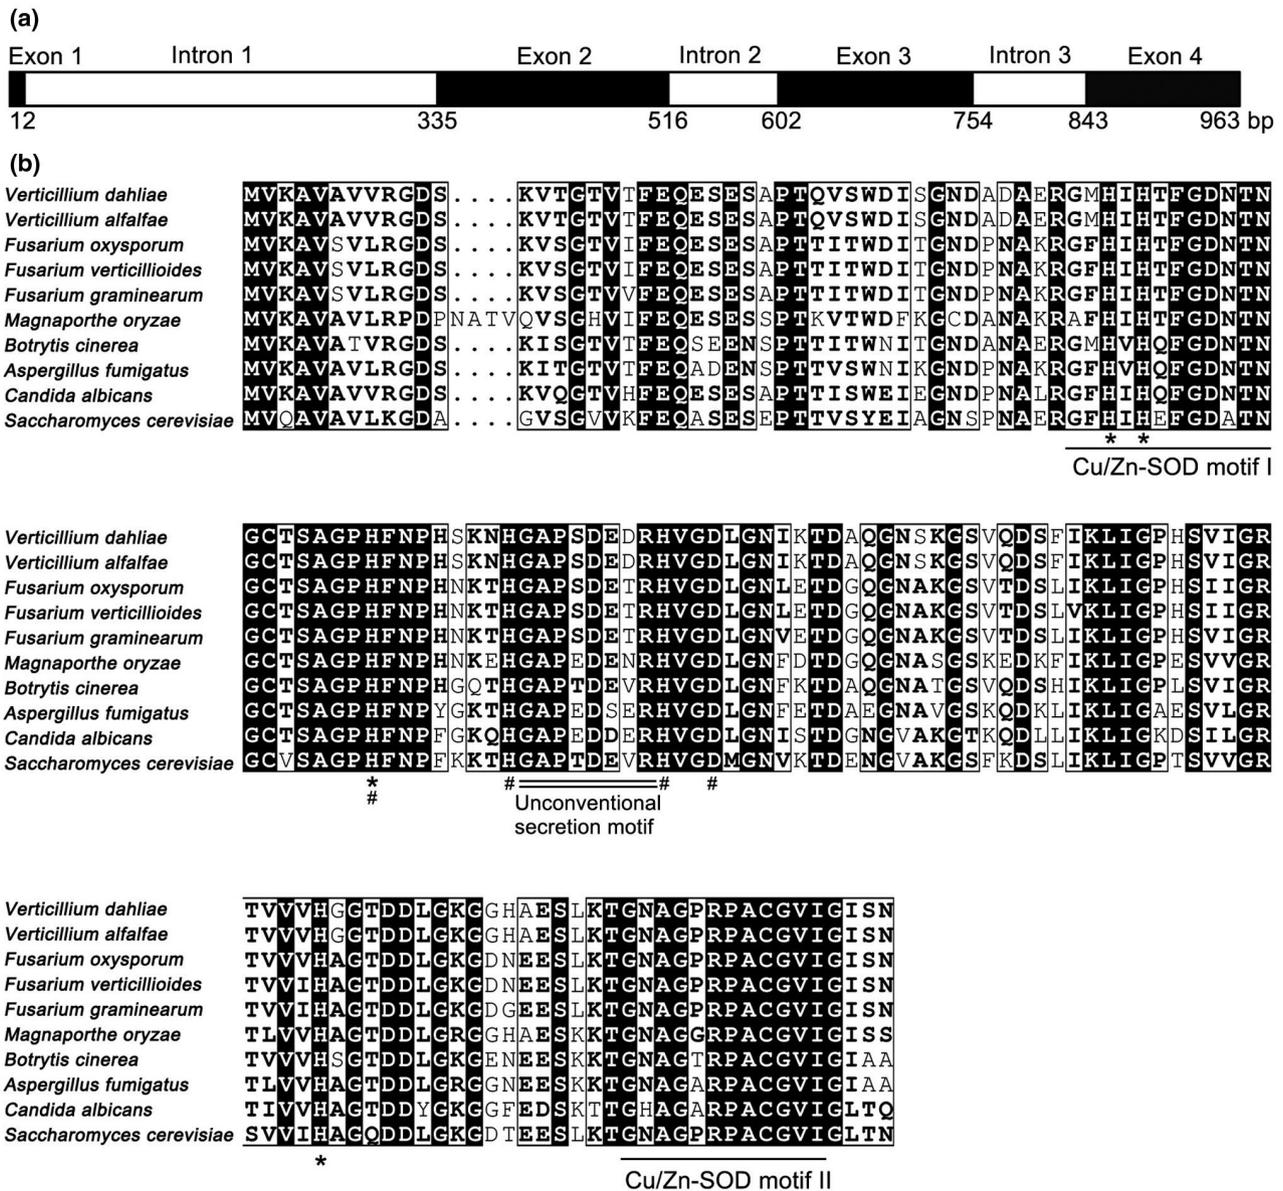 (a)
Exon 1 Intron 1 Exon 2 Intron 2 Exon 3 Intron 3 Exon 4
12 335 516 602 754 843 963 bp
(b)
Verticillium dahliae MVKAVAVVRGDS....KVTGTVTFEQESESAPTQVSWDISGNDADAERGMHIHTFGDNTN
Verticillium alfalfae MVKAVAVVRGDS....KVTGTVTFEQESESAPTQVSWDISGNDADAERGMHIHTFGDNTN
Fusarium oxysporum MVKAVSVLRGDS....KVSGTVIFEQESESAPTTITWDITGNDPNAKRGFHIHTFGDNTN
Fusarium verticillioides MVKAVSVLRGDS....KVSGTVIFEQESESAPTTITWDITGNDPNAKRGFHIHTFGDNTN
Fusarium graminearum MVKAVSVLRGDS....KVSGTVVFEQESESAPTTITWDITGNDPNAKRGFHIHTFGDNTN
Magnaporthe oryzae MVKAVAVLRPDPNATVQVSGHVIFEQESESSPTKVTWDFKGCDANAKRAFHIHTFGDNTN
Botrytis cinerea MVKAVATVRGDS....KISGTVTFEQSEENSPTTITWNITGNDANAERGMHVHQFGDNTN
Aspergillus fumigatus MVKAVAVLRGDS....KITGTVTFEQADENSPTTVSWNIKGNDPNAKRGFHVHQFGDNTN
Candida albicans MVKAVAVVRGDS....KVQGTVHFEQESESAPTTISWEIEGNDPNALRGFHIHQFGDNTN
Saccharomyces cerevisiae MVQAVAVLKGDA....GVSGVVKFEQASESEPTTVSYEIAGNSPNAERGFHIHEFGDATN
* *
Cu/Zn-SOD motif I
Verticillium dahliae GCTSAGPHFNPHSKNHGAPSDEDRHVGDLGNIKTDAQGNSKGSVQDSFIKLIGPHSVIGR
Verticillium alfalfae GCTSAGPHFNPHSKNHGAPSDEDRHVGDLGNIKTDAQGNSKGSVQDSFIKLIGPHSVIGR
Fusarium oxysporum GCTSAGPHFNPHNKTHGAPSDETRHVGDLGNLETDGQGNAKGSVTDSLIKLIGPHSIIGR
Fusarium verticillioides GCTSAGPHFNPHNKTHGAPSDETRHVGDLGNLETDGQGNAKGSVTDSLVKLIGPHSIIGR
Fusarium graminearum GCTSAGPHFNPHNKTHGAPSDETRHVGDLGNVETDGQGNAKGSVTDSLIKLIGPHSVIGR
Magnaporthe oryzae GCTSAGPHFNPHNKEHGAPEDENRHVGDLGNFDTDGQGNASGSKEDKFIKLIGPESVVGR
Botrytis cinerea GCTSAGPHFNPHGQTHGAPTDEVRHVGDLGNFKTDAQGNATGSVQDSHIKLIGPLSVIGR
Aspergillus fumigatus GCTSAGPHFNPYGKTHGAPEDSERHVGDLGNFETDAEGNAVGSKQDKLIKLIGAESVLGR
Candida albicans GCTSAGPHFNPFGKQHGAPEDDERHVGDLGNISTDGNGVAKGTKQDLLIKLIGKDSILGR
Saccharomyces cerevisiae GCVSAGPHFNPFKKTHGAPTDEVRHVGDMGNVKTDENGVAKGSFKDSLIKLIGPTSVVGR
* # # #
#
Unconventional
secretion motif
Verticillium dahliae TVVVHGGTDDLGKGGHAESLKTGNAGPRPACGVIGISN
Verticillium alfalfae TVVVHGGTDDLGKGGHAESLKTGNAGPRPACGVIGISN
Fusarium oxysporum TVVVHAGTDDLGKGDNEESLKTGNAGPRPACGVIGISN
Fusarium verticillioides TVVIHAGTDDLGKGDNEESLKTGNAGPRPACGVIGISN
Fusarium graminearum TVVIHAGTDDLGKGDGEESLKTGNAGPRPACGVIGISN
Magnaporthe oryzae TLVVHAGTDDLGRGGHAESKKTGNAGGRPACGVIGISS
Botrytis cinerea TVVVHSGTDDLGKGENEESKKTGNAGTRPACGVIGIAA
Aspergillus fumigatus TLVVHAGTDDLGRGGNEESKKTGNAGARPACGVIGIAA
Candida albicans TIVVHAGTDDYGKGGFEDSKTTGHAGARPACGVIGLTQ
Saccharomyces cerevisiae SVVIHAGQDDLGKGDTEESLKTGNAGPRPACGVIGLTN
*
Cu/Zn-SOD motif II